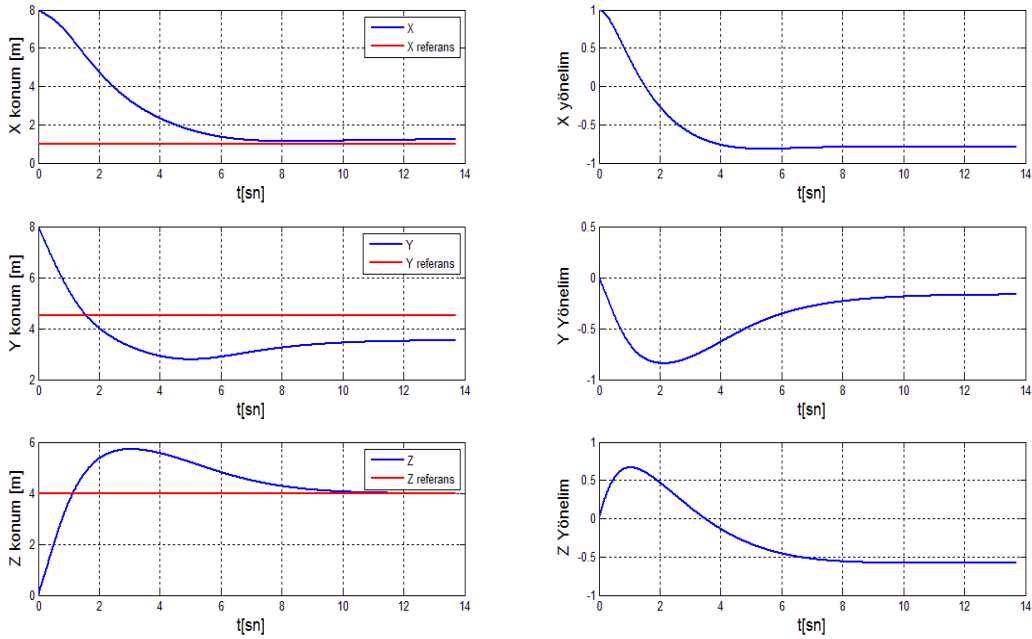 8
6
4
2
0
X konum [m]
X
X referans
0 2 4 6 8 10 12 14
t[sn]
1
0.5
0
-0.5
-1
X yönelim
0 2 4 6 8 10 12 14
t[sn]
8
6
4
2
Y konum [m]
Y
Y referans
0 2 4 6 8 10 12 14
t[sn]
0.5
0
-0.5
-1
Y Yönelim
0 2 4 6 8 10 12 14
t[sn]
6
4
2
0
Z konum [m]
Z
Z referans
0 2 4 6 8 10 12 14
t[sn]
1
0.5
0
-0.5
-1
Z Yönelim
0 2 4 6 8 10 12 14
t[sn]